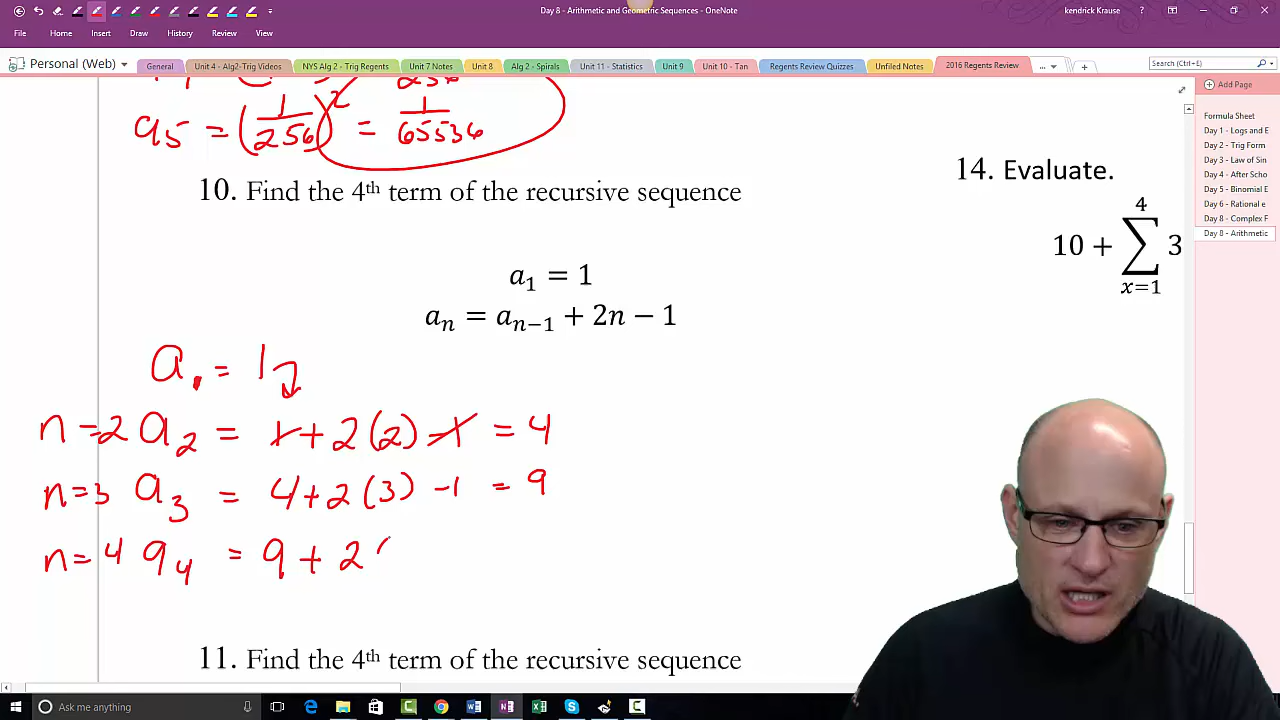 Day 8 - Arithmetic and Geometric Sequences - OneNote
kendrick Krause
?
File Home Insert Draw History Review View
Personal (Web)
General Unit 4 - Alg2-Trig Videos NYS Alg 2 - Trig Regents Unit 7 Notes Unit 8 Alg 2 - Spirals Unit 11 - Statistics Unit 9 Unit 10 - Tan Regents Review Quizzes Unfiled Notes 2016 Regents Review ...
Search (Ctrl+E)
Add Page
Formula Sheet
Day 1 - Logs and E
Day 2 - Trig Form
Day 3 - Law of Sin
Day 4 - After Scho
Day 5 - Binomial E
Day 6 - Rational e
Day 8 - Complex F
Day 8 - Arithmetic
a5 = (1/256)² = 1/65536
10. Find the 4th term of the recursive sequence
a₁ = 1
aₙ = aₙ₋₁ + 2n − 1
a₁ = 1
n=2 a₂ = 1 + 2(2) - 1 = 4
n=3 a₃ = 4+2(3) -1 = 9
n=4 a₄ = 9 + 2(
11. Find the 4th term of the recursive sequence
14. Evaluate.
4
10 + ∑ 3
x=1
Ask me anything